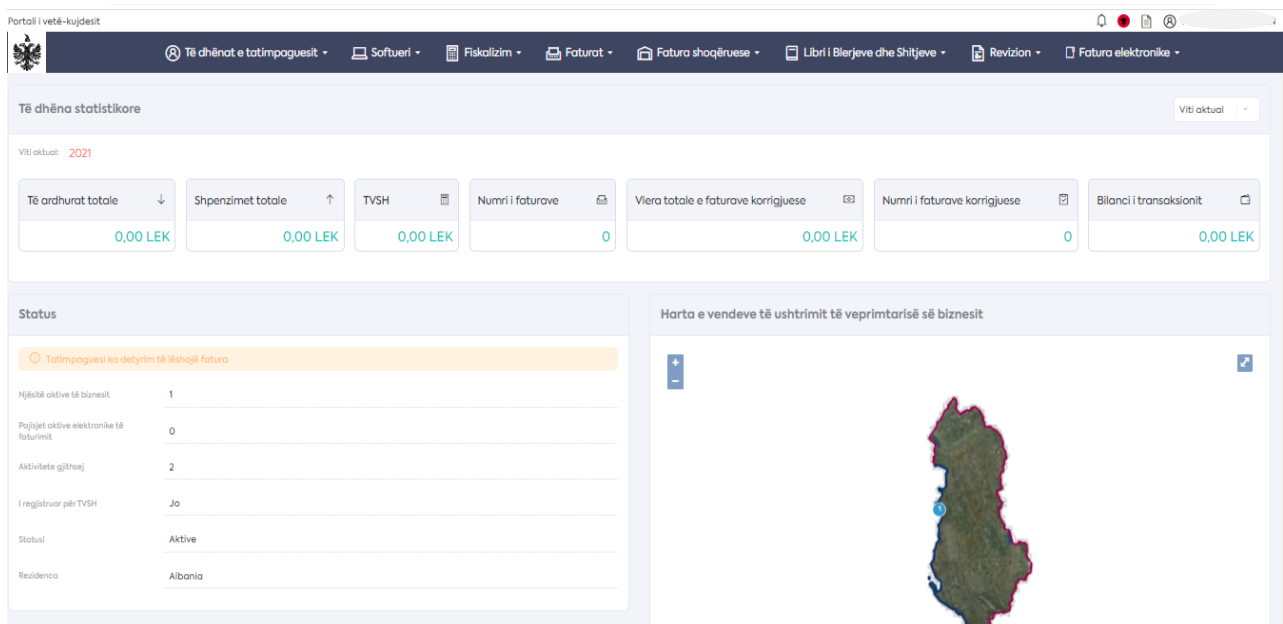 Portali i vetë-kujdesit
Të dhënat e tatimpaguesit Softueri Fiskalizim Faturat Fatura shoqëruese Libri i Blerjeve dhe Shitjeve Revizion Fatura elektronike
Të dhëna statistikore
Viti aktual
Viti aktual: 2021
Të ardhurat totale Shpenzimet totale TVSH Numri i faturave Vlera totale e faturave korrigjuese Numri i faturave korrigjuese Bilanci i transaksionit
0,00 LEK 0,00 LEK 0,00 LEK 0 0,00 LEK 0 0,00 LEK
Status
Tatimpaguesi ka detyrim të lëshojë fatura
Njësitë aktive të biznesit 1
Pajisjet aktive elektronike të
faturimit 0
Aktivitete gjithsej 2
I regjistruar për TVSH Jo
Statusi Aktive
Rezidenca Albania
Harta e vendeve të ushtrimit të veprimtarisë së biznesit
+
−
1